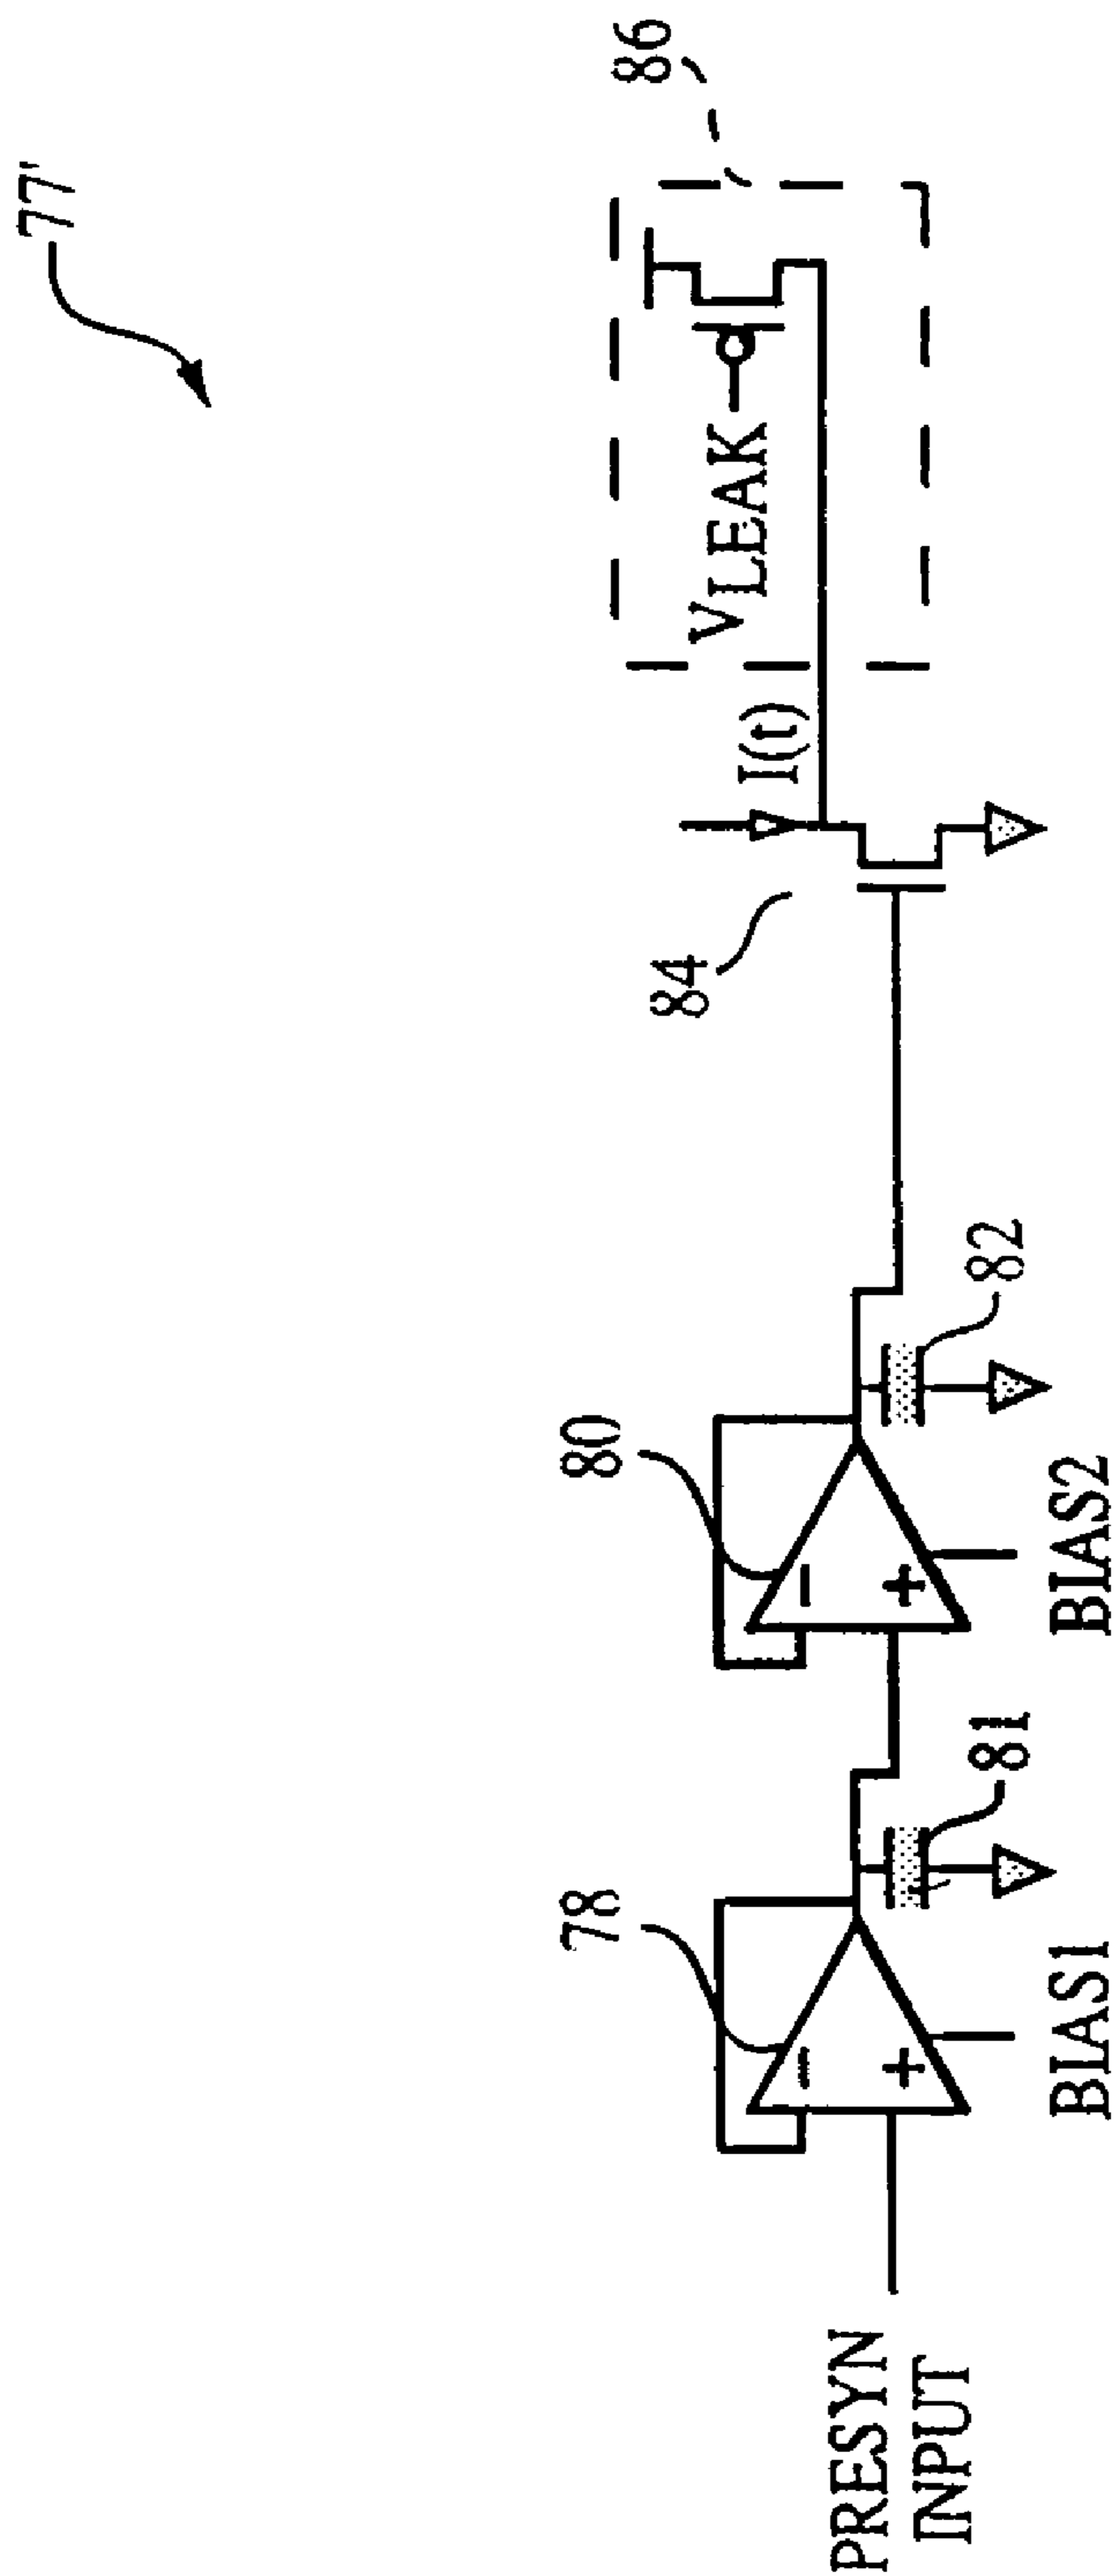 77'
86
VLEAK
I(t)
84
80
82
78
81
BIAS2
BIAS1
PRESYN
INPUT
-
+
-
+